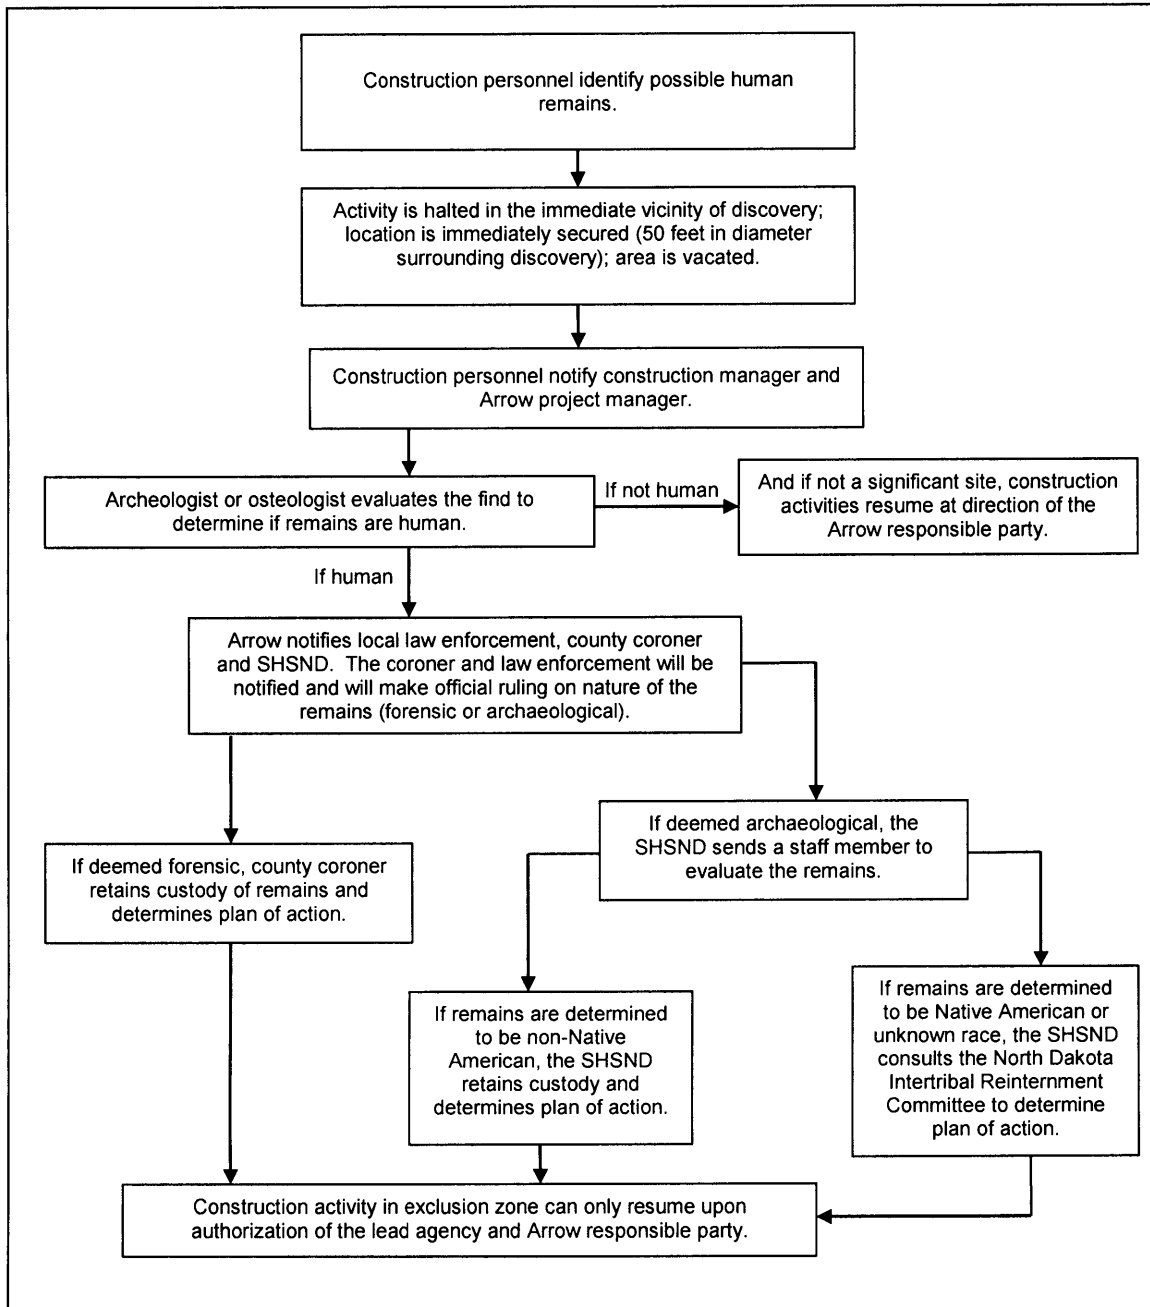 Construction personnel identify possible human
remains.
Activity is halted in the immediate vicinity of discovery;
location is immediately secured (50 feet in diameter
surrounding discovery); area is vacated.
Construction personnel notify construction manager and
Arrow project manager.
Archeologist or osteologist evaluates the find to
determine if remains are human.
If not human
And if not a significant site, construction
activities resume at direction of the
Arrow responsible party.
If human
Arrow notifies local law enforcement, county coroner
and SHSND.  The coroner and law enforcement will be
notified and will make official ruling on nature of the
remains (forensic or archaeological).
If deemed forensic, county coroner
retains custody of remains and
determines plan of action.
If deemed archaeological, the
SHSND sends a staff member to
evaluate the remains.
If remains are determined
to be non-Native
American, the SHSND
retains custody and
determines plan of action.
If remains are determined
to be Native American or
unknown race, the SHSND
consults the North Dakota
Intertribal Reinternment
Committee to determine
plan of action.
Construction activity in exclusion zone can only resume upon
authorization of the lead agency and Arrow responsible party.